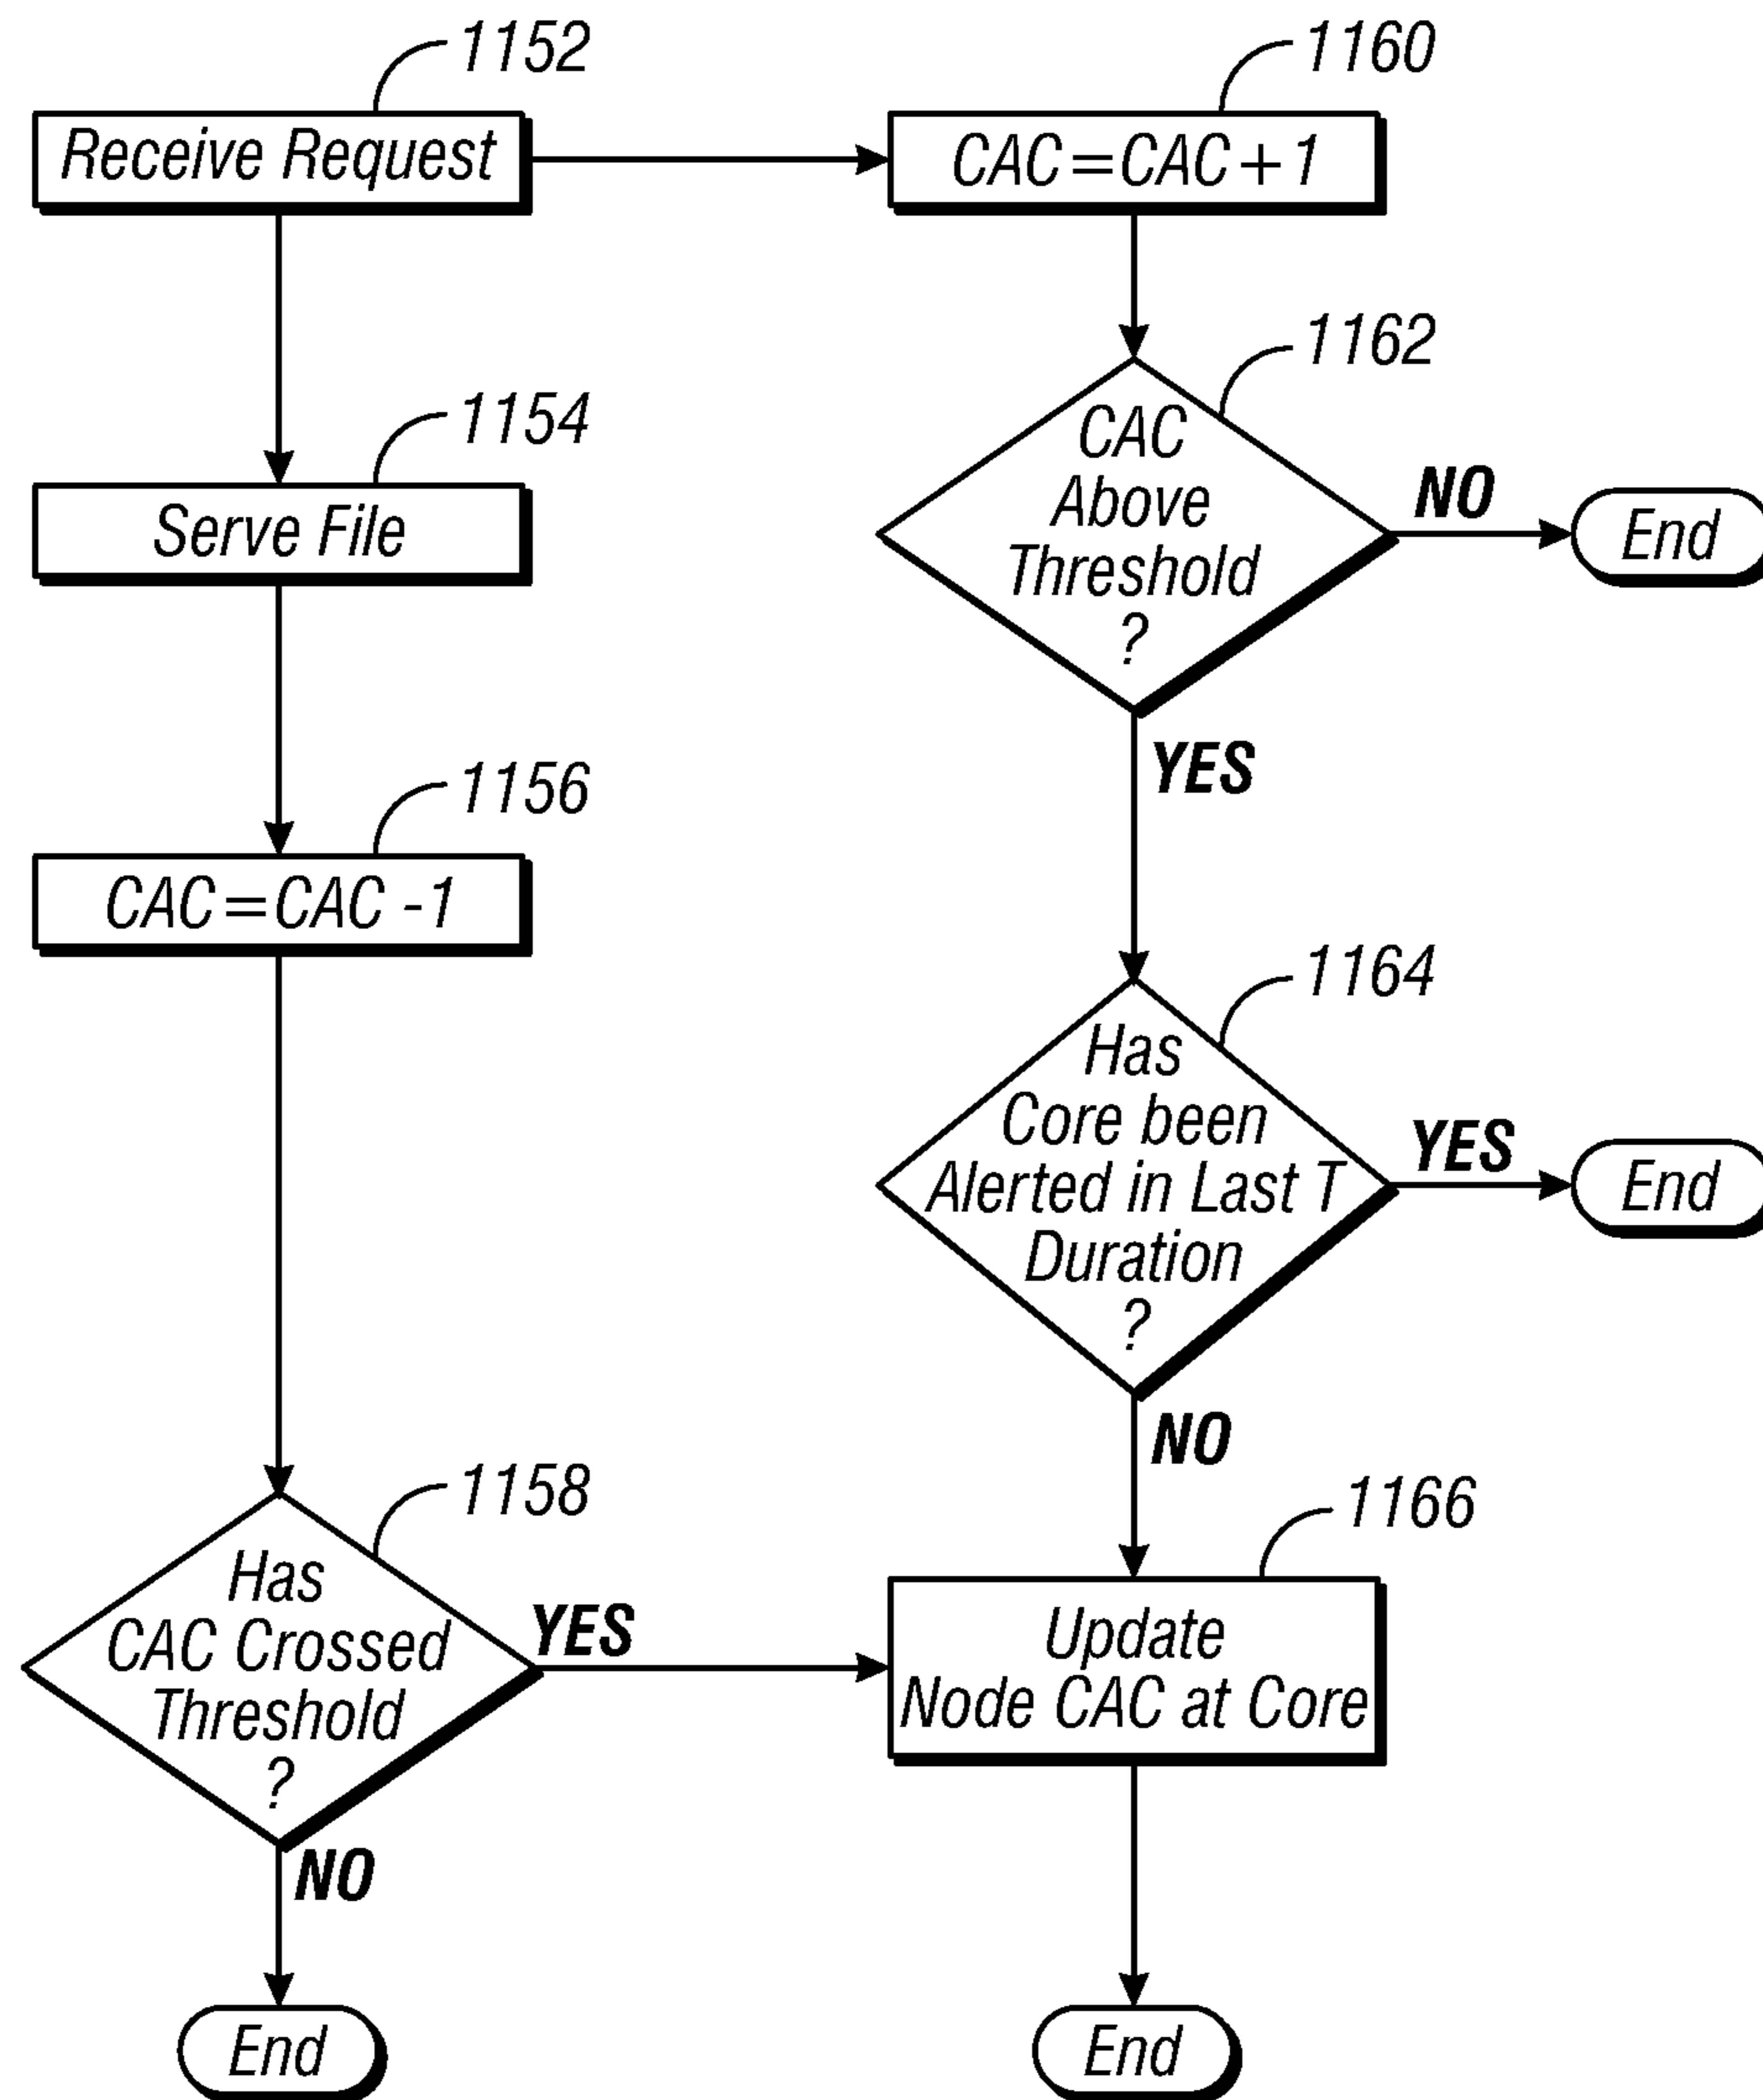 1152
Receive Request
1160
CAC=CAC+1
1162
CAC
Above
Threshold
?
NO
End
YES
1154
Serve File
1156
CAC=CAC -1
1164
Has
Core been
Alerted in Last T
Duration
?
YES
End
NO
1158
Has
CAC Crossed
Threshold
?
YES
NO
End
1166
Update
Node CAC at Core
End